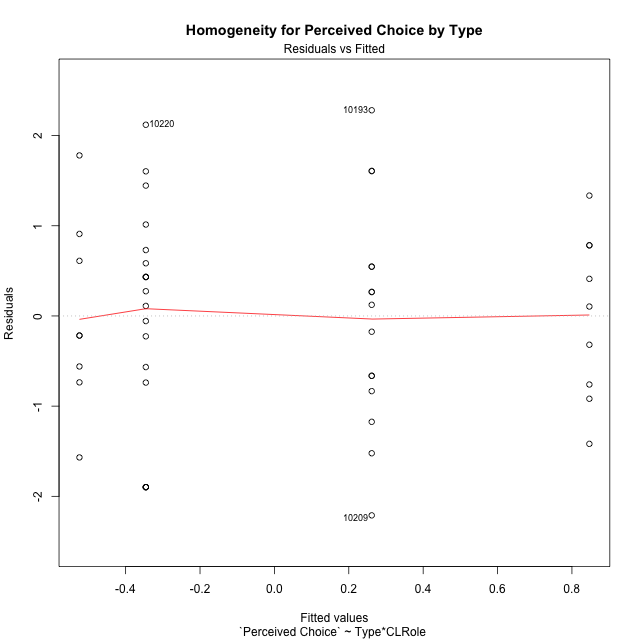 Homogeneity for Perceived Choice by Type
Residuals vs Fitted
10193
10220
2
1
0
-1
-2
Residuals
10209
-0.4 -0.2 0.0 0.2 0.4 0.6 0.8
Fitted values
`Perceived Choice` ~ Type*CLRole